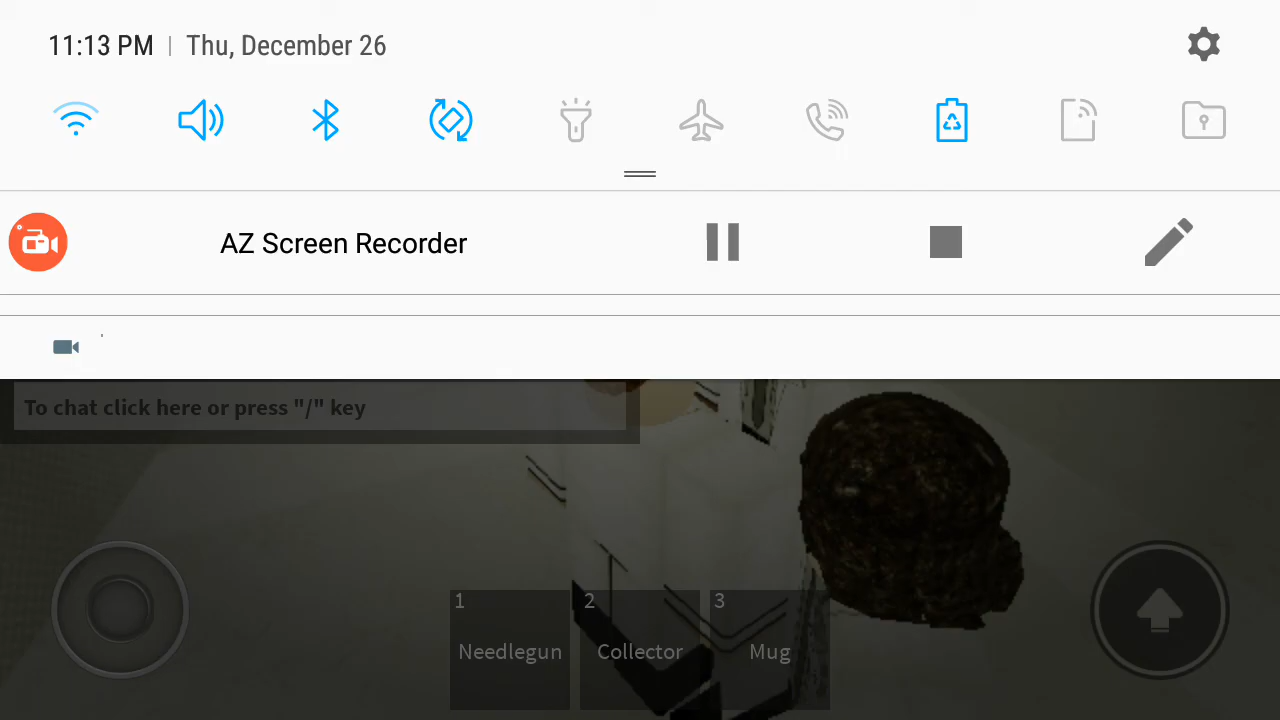 11:13 PM | Thu, December 26
AZ Screen Recorder
To chat click here or press "/" key
1 2 3
Needlegun Collector Mug